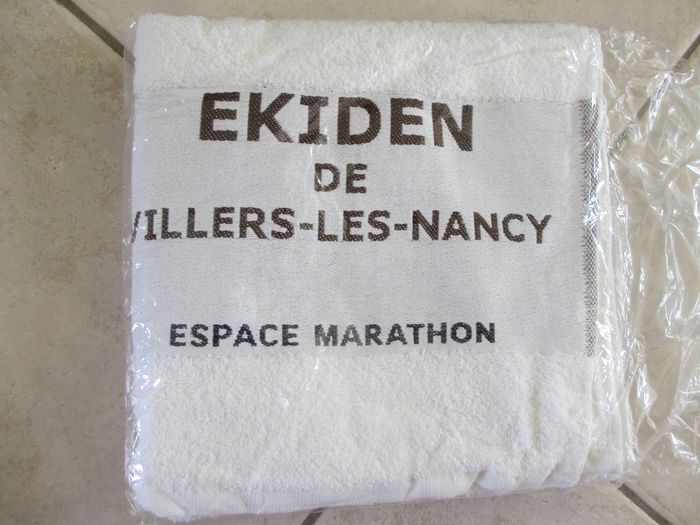 EKIDEN
DE
VILLERS-LES-NANCY
ESPACE MARATHON